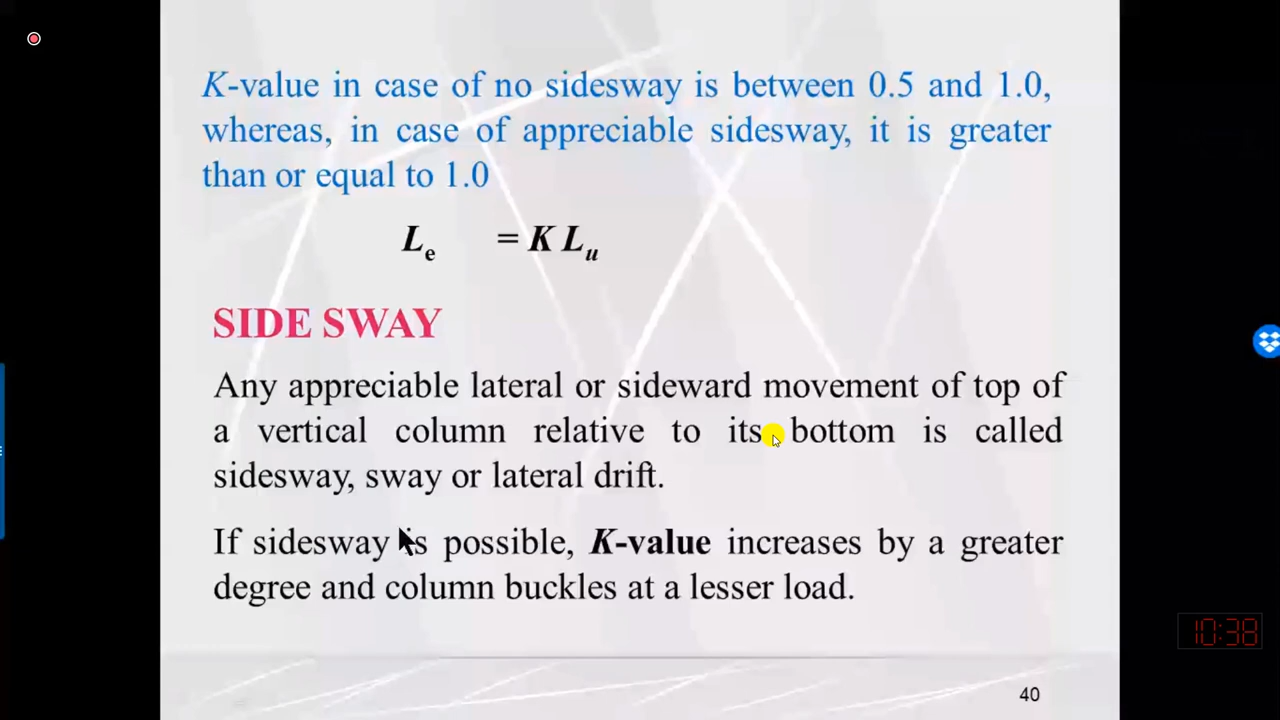 K-value in case of no sidesway is between 0.5 and 1.0,
whereas, in case of appreciable sidesway, it is greater
than or equal to 1.0
Le = K Lu
SIDE SWAY
Any appreciable lateral or sideward movement of top of
a vertical column relative to its bottom is called
sidesway, sway or lateral drift.
If sidesway is possible, K-value increases by a greater
degree and column buckles at a lesser load.
10:38
40